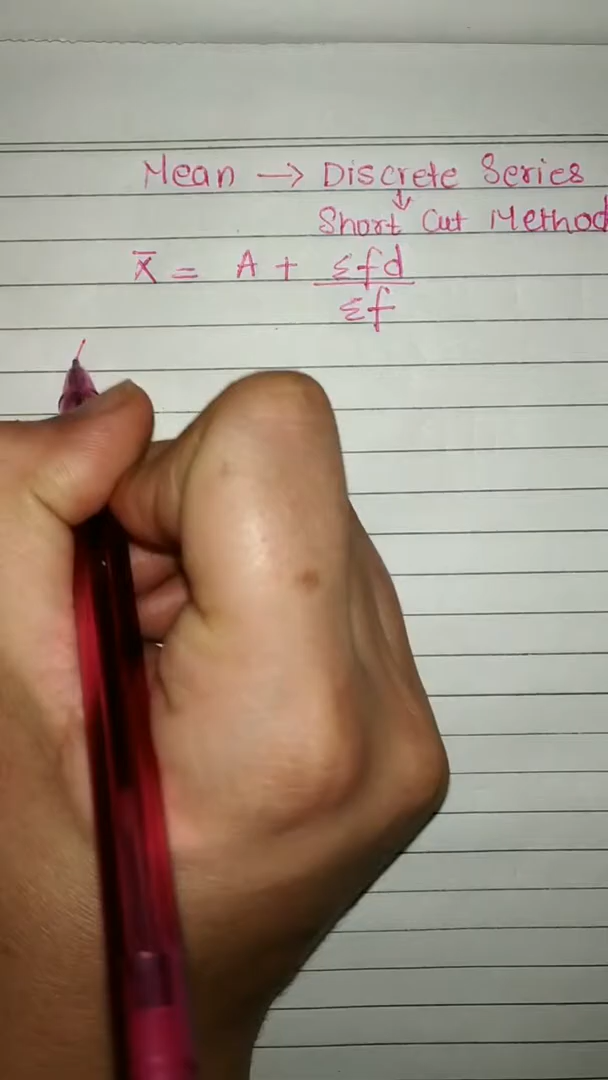 Mean → Discrete Series
↓
Short Cut Method
X̅ = A + Σfd
Σf